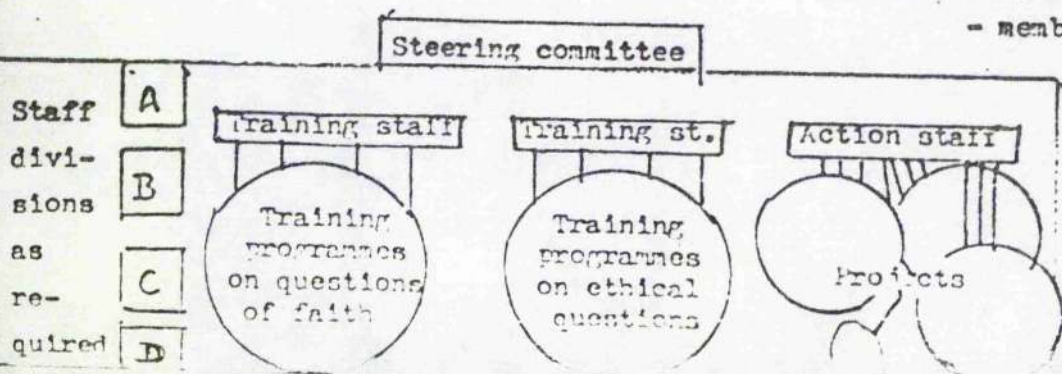 - memb
Steering committee
Staff
divi-
sions
as
re-
quired
A
B
C
D
Training staff
Training
programmes
on questions
of faith
Training st.
Training
programmes
on ethical
questions
Action staff
Projects